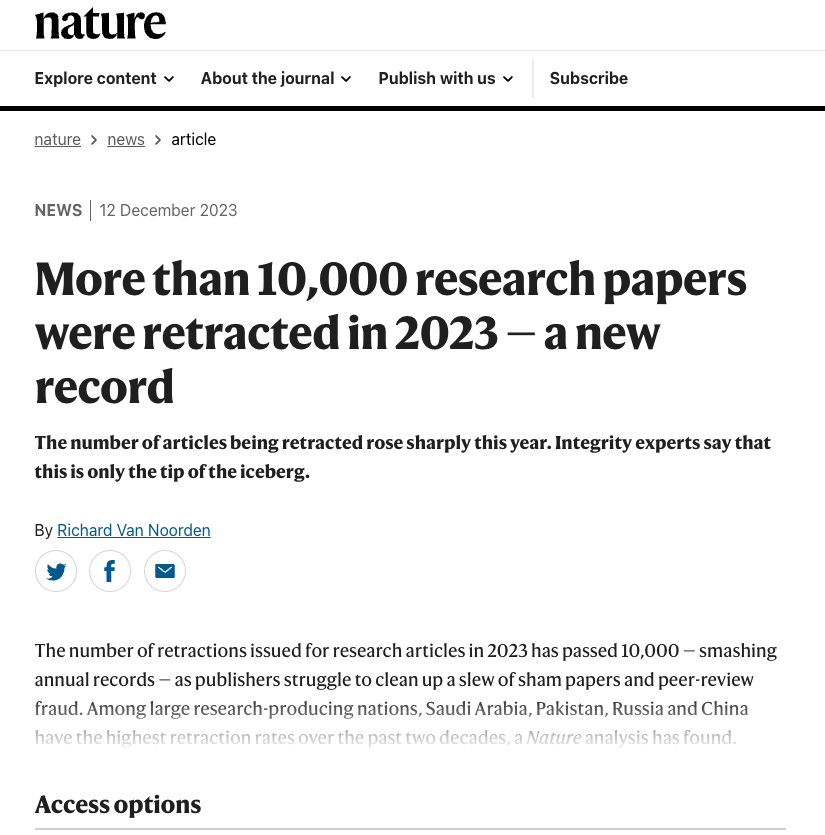 nature
Explore content About the journal Publish with us Subscribe
nature > news > article
NEWS | 12 December 2023
More than 10,000 research papers
were retracted in 2023 — a new
record
The number of articles being retracted rose sharply this year. Integrity experts say that
this is only the tip of the iceberg.
By Richard Van Noorden
The number of retractions issued for research articles in 2023 has passed 10,000 — smashing
annual records — as publishers struggle to clean up a slew of sham papers and peer-review
fraud. Among large research-producing nations, Saudi Arabia, Pakistan, Russia and China
have the highest retraction rates over the past two decades, a Nature analysis has found.
Access options